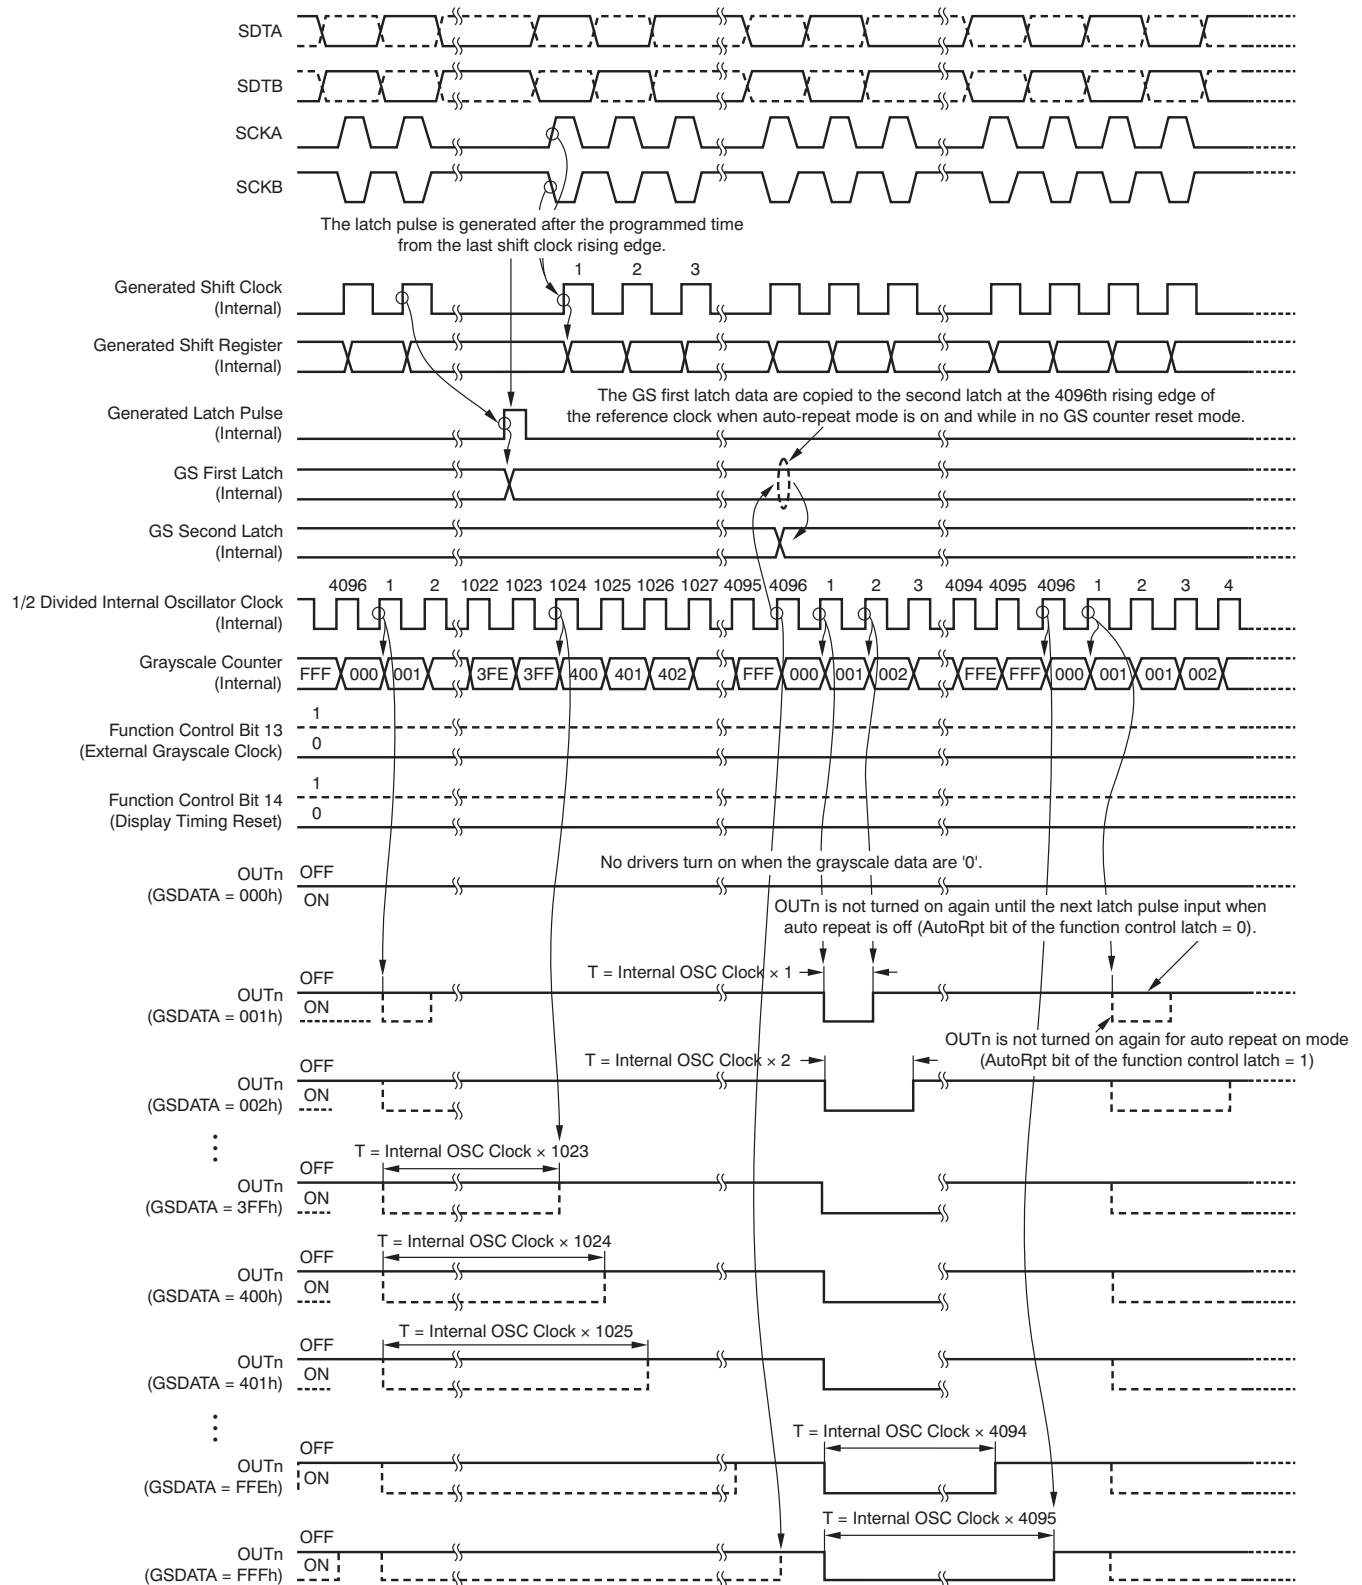 SDTA
SDTB
SCKA
SCKB
The latch pulse is generated after the programmed time
from the last shift clock rising edge.
1 2 3
Generated Shift Clock
(Internal)
Generated Shift Register
(Internal)
The GS first latch data are copied to the second latch at the 4096th rising edge of
the reference clock when auto-repeat mode is on and while in no GS counter reset mode.
Generated Latch Pulse
(Internal)
GS First Latch
(Internal)
GS Second Latch
(Internal)
4096 1 2 1022 1023 1024 1025 1026 1027 4095 4096 1 2 3 4094 4095 4096 1 2 3 4
1/2 Divided Internal Oscillator Clock
(Internal)
Grayscale Counter
(Internal)
FFF 000 001 3FE 3FF 400 401 402 FFF 000 001 002 FFE FFF 000 001 001 002
1
Function Control Bit 13
(External Grayscale Clock)
0
1
Function Control Bit 14
(Display Timing Reset)
0
No drivers turn on when the grayscale data are '0'.
OFF
OUTn
(GSDATA = 000h)
ON
OUTn is not turned on again until the next latch pulse input when
auto repeat is off (AutoRpt bit of the function control latch = 0).
T = Internal OSC Clock × 1
OFF
OUTn
(GSDATA = 001h)
ON
OUTn is not turned on again for auto repeat on mode
(AutoRpt bit of the function control latch = 1)
T = Internal OSC Clock × 2
OFF
OUTn
(GSDATA = 002h)
ON
T = Internal OSC Clock × 1023
OFF
OUTn
(GSDATA = 3FFh)
ON
T = Internal OSC Clock × 1024
OFF
OUTn
(GSDATA = 400h)
ON
T = Internal OSC Clock × 1025
OFF
OUTn
(GSDATA = 401h)
ON
T = Internal OSC Clock × 4094
OFF
OUTn
(GSDATA = FFEh)
ON
T = Internal OSC Clock × 4095
OFF
OUTn
(GSDATA = FFFh)
ON